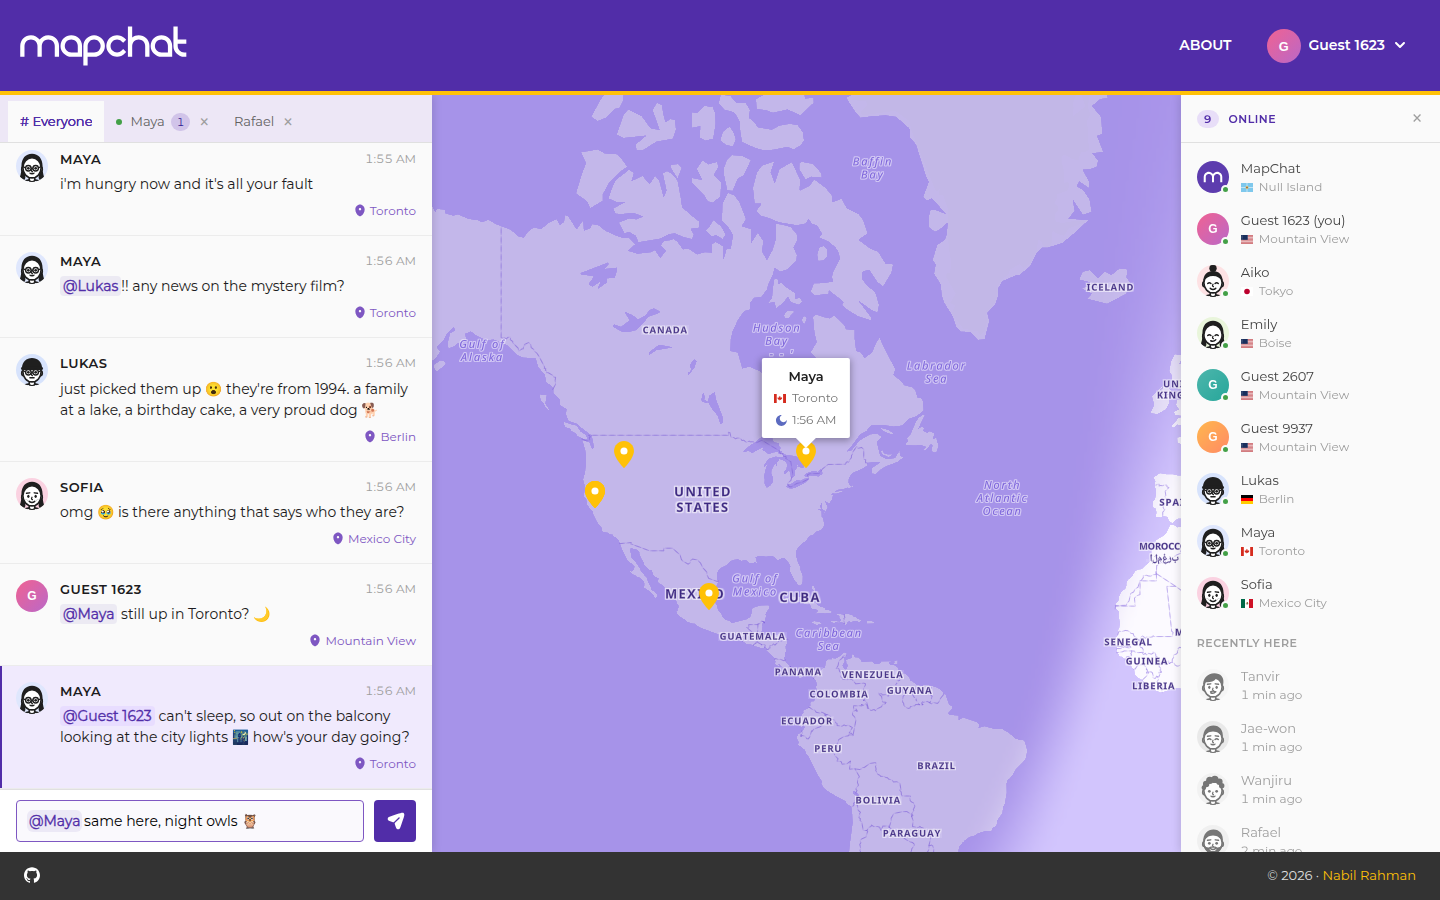 mapchat
ABOUT
G
Guest 1623
# Everyone
Maya 1 ×
Rafael ×
MAYA 1:55 AM
i'm hungry now and it's all your fault
Toronto
MAYA 1:56 AM
@Lukas!! any news on the mystery film?
Toronto
LUKAS 1:56 AM
just picked them up 😮 they're from 1994. a family
at a lake, a birthday cake, a very proud dog 🐕
Berlin
SOFIA 1:56 AM
omg 🥹 is there anything that says who they are?
Mexico City
G
GUEST 1623 1:56 AM
@Maya still up in Toronto? 🌙
Mountain View
MAYA 1:56 AM
@Guest 1623 can't sleep, so out on the balcony
looking at the city lights 🌃 how's your day going?
Toronto
@Maya same here, night owls 🦉
Baffin
Bay
ICELAND
CANADA
Hudson
Bay
Gulf of
Alaska
Labrador
Sea
Maya
Toronto
1:56 AM
UNITED
STATES
North
Atlantic
Ocean
MEXICO
Gulf of
Mexico
CUBA
GUATEMALA
Caribbean
Sea
PANAMA
VENEZUELA
COLOMBIA
GUYANA
ECUADOR
PERU
BRAZIL
BOLIVIA
PARAGUAY
UNI
KING
SPA
MOROCC
SENEGAL
M
GUINEA
LIBERIA
9 ONLINE ×
MapChat
Null Island
G
Guest 1623 (you)
Mountain View
Aiko
Tokyo
Emily
Boise
G
Guest 2607
Mountain View
G
Guest 9937
Mountain View
Lukas
Berlin
Maya
Toronto
Sofia
Mexico City
RECENTLY HERE
Tanvir
1 min ago
Jae-won
1 min ago
Wanjiru
1 min ago
Rafael
2 min ago
© 2026 · Nabil Rahman